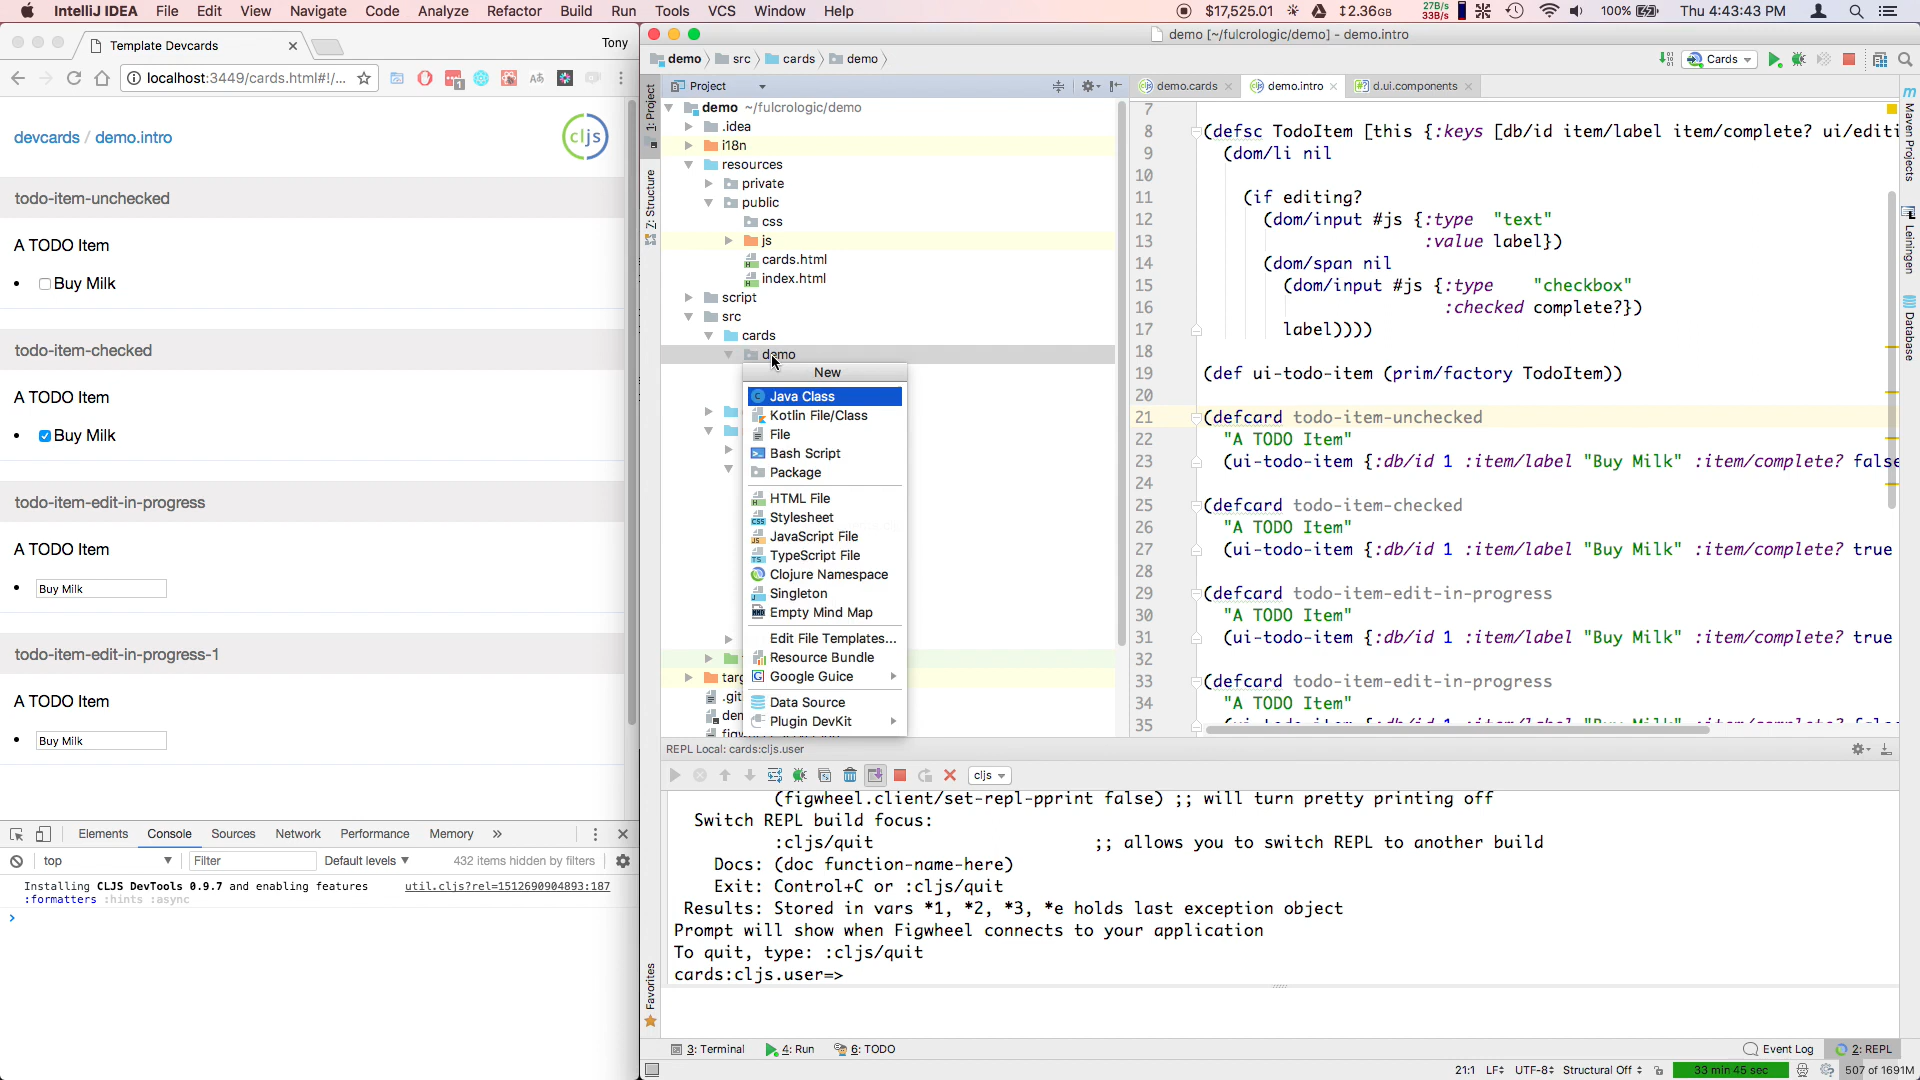 IntelliJ IDEA File Edit View Navigate Code Analyze Refactor Build Run Tools VCS Window Help
$17,525.01 2.36GB 27B/s 33B/s 100% Thu 4:43:43 PM
Template Devcards
Tony
localhost:3449/cards.html#!/...
devcards / demo.intro
cljs
todo-item-unchecked
A TODO Item
Buy Milk
todo-item-checked
A TODO Item
Buy Milk
todo-item-edit-in-progress
A TODO Item
Buy Milk
todo-item-edit-in-progress-1
A TODO Item
Buy Milk
Elements Console Sources Network Performance Memory »
top Filter Default levels 432 items hidden by filters
Installing CLJS DevTools 0.9.7 and enabling features util.cljs?rel=1512690904893:187
:formatters :hints :async
demo [~/fulcrologic/demo] - demo.intro
demo src cards demo
Cards
1: Project
Z: Structure
Favorites
Project
demo ~/fulcrologic/demo
.idea
i18n
resources
private
public
css
js
cards.html
index.html
script
src
cards
demo
.git
New
Java Class
Kotlin File/Class
File
Bash Script
Package
HTML File
Stylesheet
JavaScript File
TypeScript File
Clojure Namespace
Singleton
Empty Mind Map
Edit File Templates...
Resource Bundle
Google Guice
Data Source
Plugin DevKit
demo.cards demo.intro d.ui.components
7
8 (defsc TodoItem [this {:keys [db/id item/label item/complete? ui/editi
9 (dom/li nil
10
11 (if editing?
12 (dom/input #js {:type "text"
13 :value label})
14 (dom/span nil
15 (dom/input #js {:type "checkbox"
16 :checked complete?})
17 label))))
18
19 (def ui-todo-item (prim/factory TodoItem))
20
21 (defcard todo-item-unchecked
22 "A TODO Item"
23 (ui-todo-item {:db/id 1 :item/label "Buy Milk" :item/complete? false
24
25 (defcard todo-item-checked
26 "A TODO Item"
27 (ui-todo-item {:db/id 1 :item/label "Buy Milk" :item/complete? true
28
29 (defcard todo-item-edit-in-progress
30 "A TODO Item"
31 (ui-todo-item {:db/id 1 :item/label "Buy Milk" :item/complete? true
32
33 (defcard todo-item-edit-in-progress
34 "A TODO Item"
35
Maven Projects
Leiningen
Database
REPL Local: cards:cljs.user
cljs
(figwheel.client/set-repl-pprint false) ;; will turn pretty printing off
Switch REPL build focus:
:cljs/quit ;; allows you to switch REPL to another build
Docs: (doc function-name-here)
Exit: Control+C or :cljs/quit
Results: Stored in vars *1, *2, *3, *e holds last exception object
Prompt will show when Figwheel connects to your application
To quit, type: :cljs/quit
cards:cljs.user=>
3: Terminal 4: Run 6: TODO Event Log 2: REPL
21:1 LF UTF-8 Structural Off 33 min 45 sec 507 of 1691M